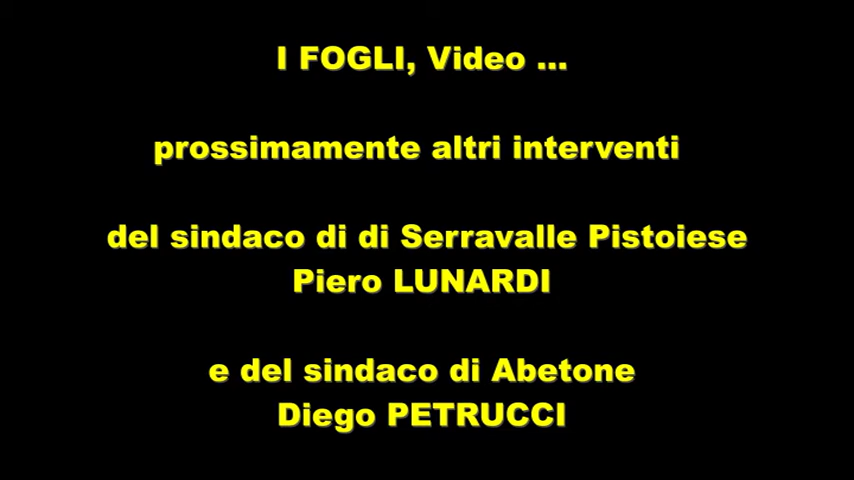 I FOGLI, Video ...
prossimamente altri interventi
del sindaco di di Serravalle Pistoiese
Piero LUNARDI
e del sindaco di Abetone
Diego PETRUCCI